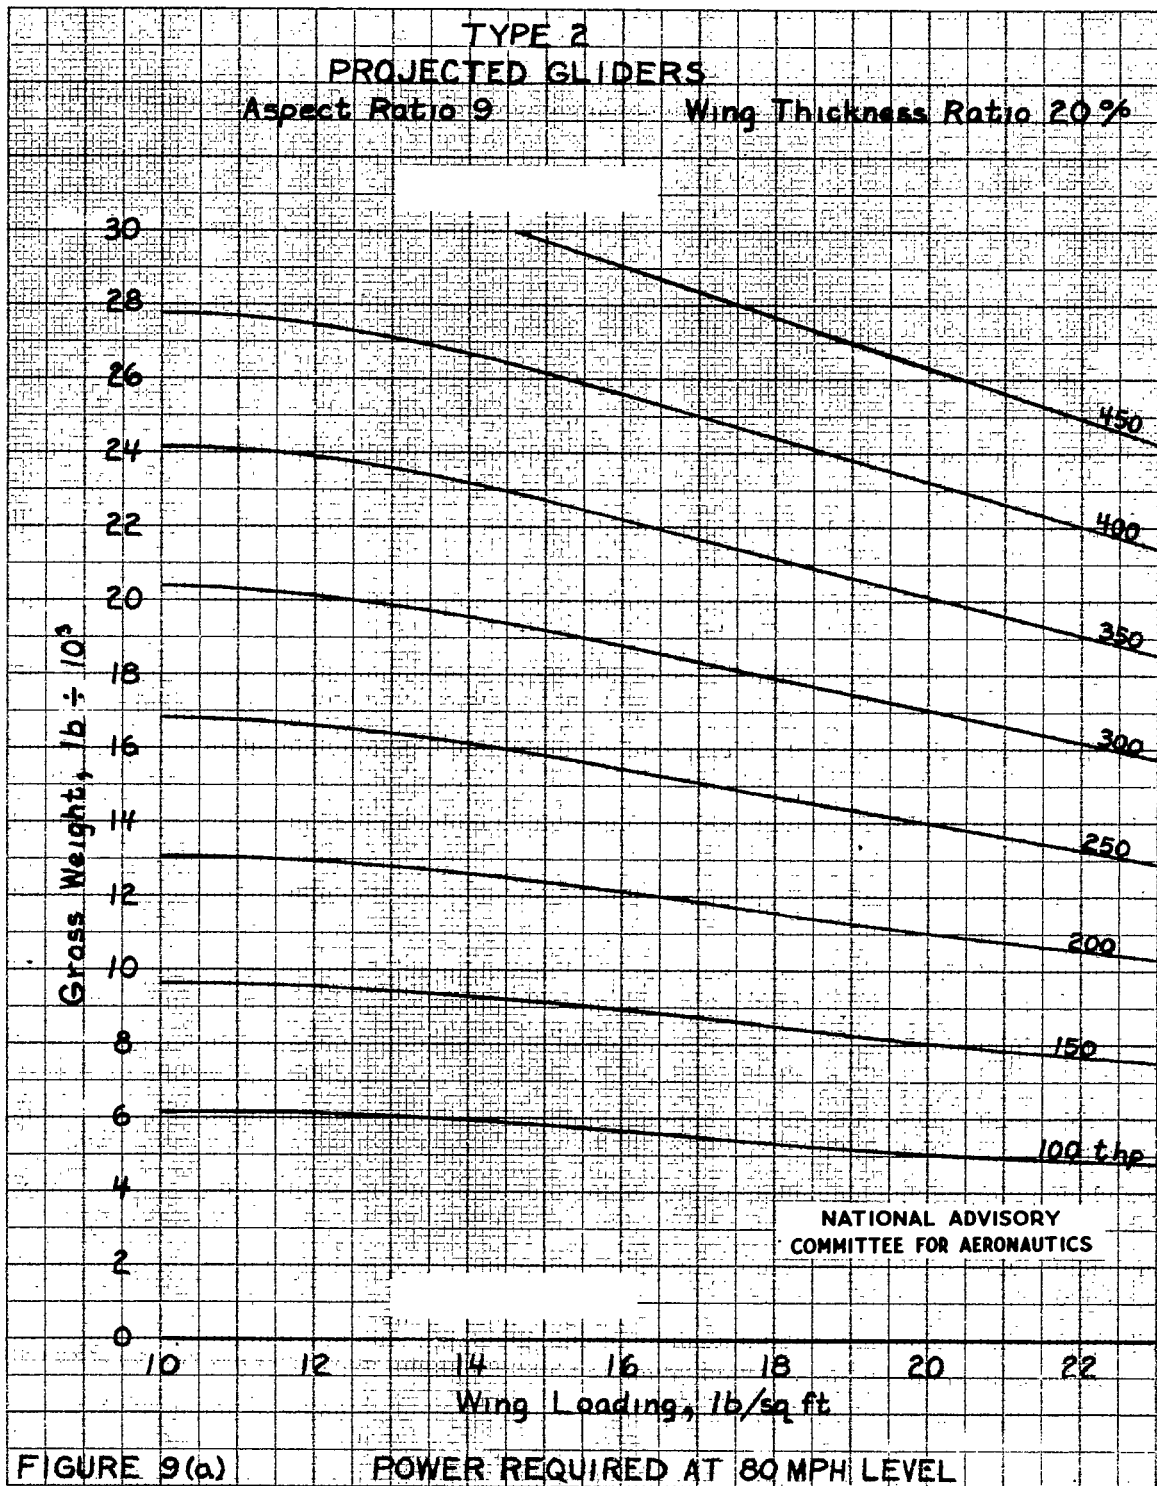 TYPE 2
PROJECTED GLIDERS
Aspect Ratio 9 Wing Thickness Ratio 20%
30
28
26
24
22
20
18
16
14
12
10
8
6
4
2
0
Gross Weight, lb ÷ 10³
450
400
350
300
250
200
150
100 thp
NATIONAL ADVISORY
COMMITTEE FOR AERONAUTICS
10 12 14 16 18 20 22
Wing Loading, lb/sq ft
FIGURE 9(a) POWER REQUIRED AT 80 MPH LEVEL